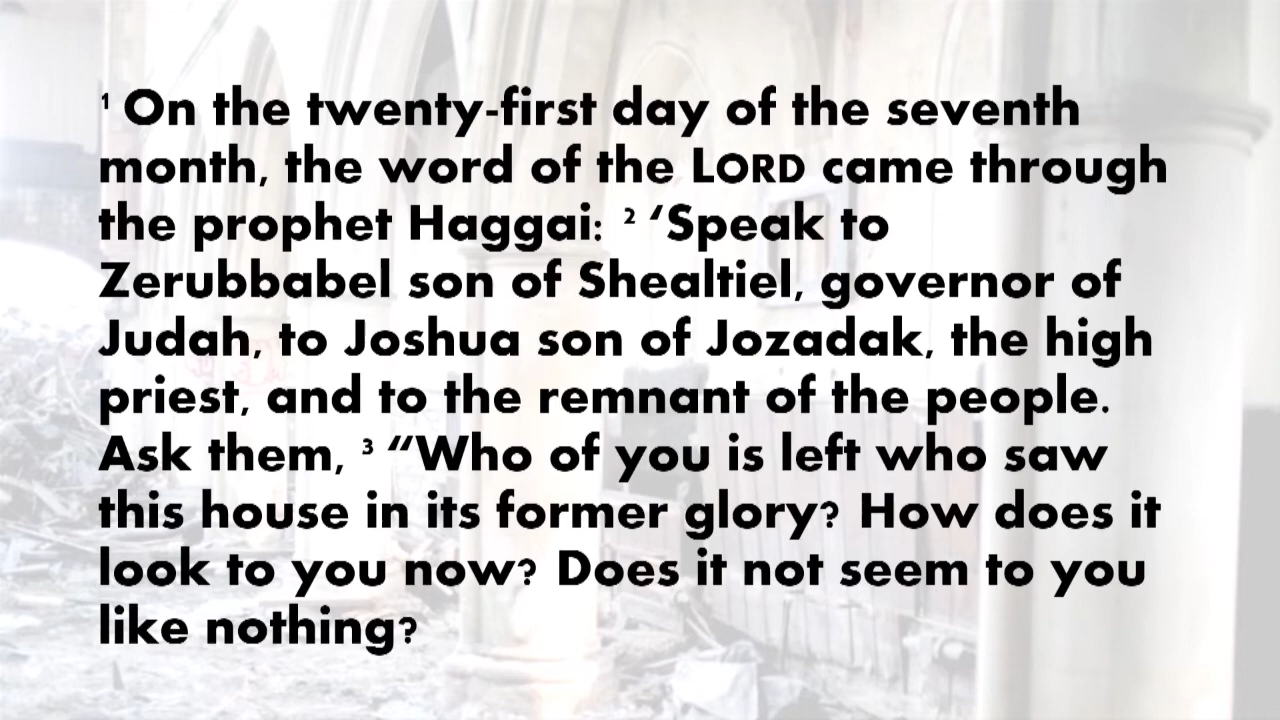 ¹ On the twenty-first day of the seventh
month, the word of the LORD came through
the prophet Haggai: ² ‘Speak to
Zerubbabel son of Shealtiel, governor of
Judah, to Joshua son of Jozadak, the high
priest, and to the remnant of the people.
Ask them, ³ “Who of you is left who saw
this house in its former glory? How does it
look to you now? Does it not seem to you
like nothing?